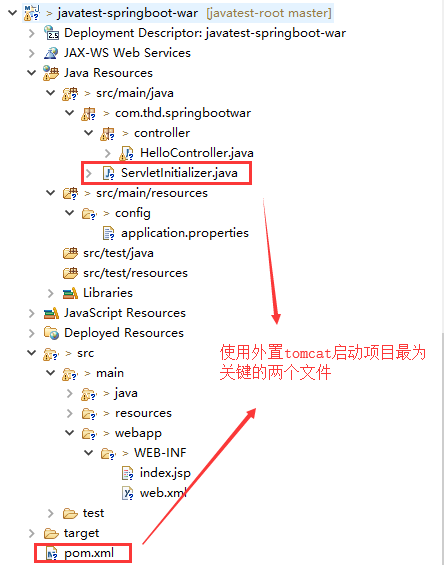 > javatest-springboot-war [javatest-root master]
Deployment Descriptor: javatest-springboot-war
JAX-WS Web Services
> Java Resources
> src/main/java
> com.thd.springbootwar
> controller
> HelloController.java
ServletInitializer.java
> src/main/resources
> config
application.properties
src/test/java
src/test/resources
Libraries
JavaScript Resources
Deployed Resources
> src
> main
> java
> resources
> webapp
> WEB-INF
index.jsp
web.xml
> test
target
pom.xml
使用外置tomcat启动项目最为
关键的两个文件